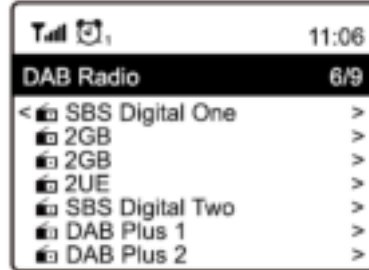 1 11:06
DAB Radio 6/9
< SBS Digital One >
2GB >
2GB >
2UE >
SBS Digital Two >
DAB Plus 1 >
DAB Plus 2 >